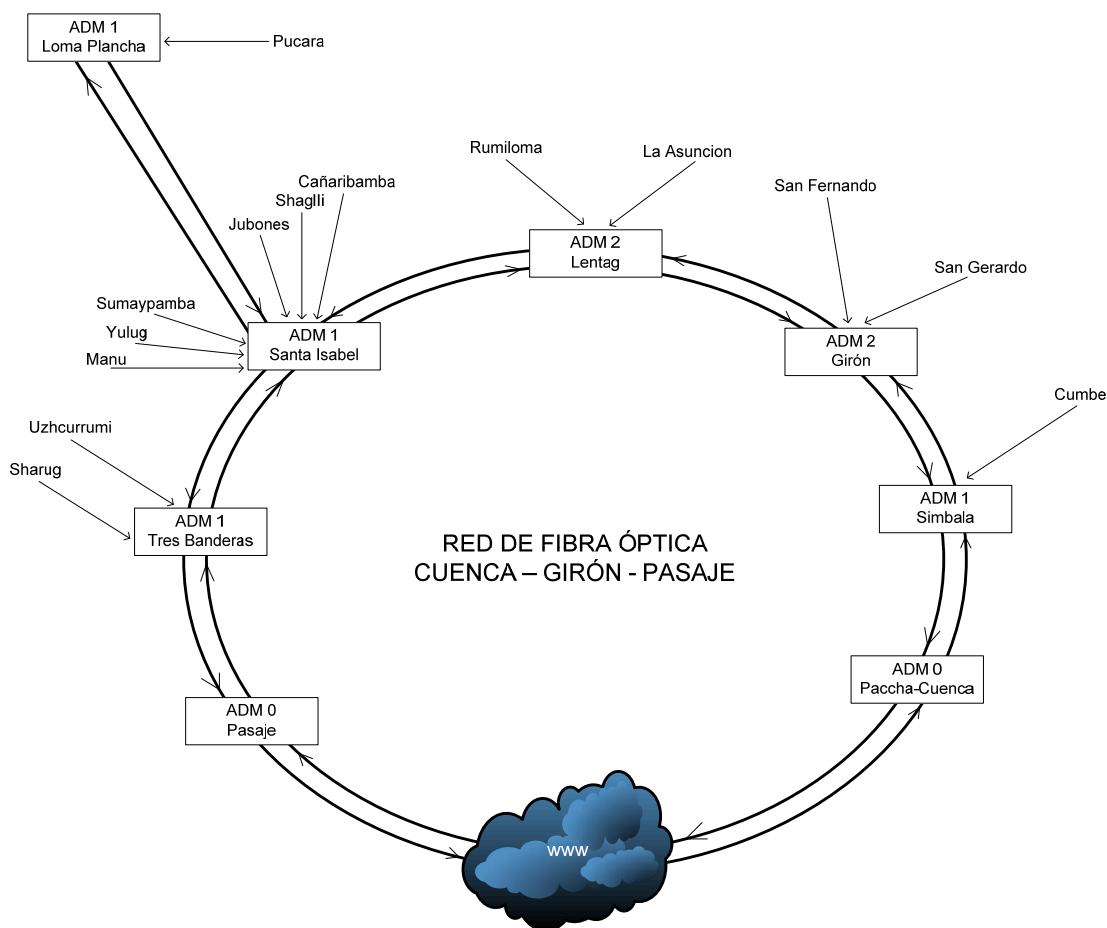 ADM 1
Loma Plancha
Pucara
Rumiloma
La Asuncion
Cañaribamba
Shaglli
Jubones
San Fernando
San Gerardo
ADM 2
Lentag
Sumaypamba
Yulug
Manu
ADM 1
Santa Isabel
ADM 2
Girón
Cumbe
Uzhcurrumi
Sharug
ADM 1
Tres Banderas
ADM 1
Simbala
RED DE FIBRA ÓPTICA
CUENCA – GIRÓN - PASAJE
ADM 0
Paccha-Cuenca
ADM 0
Pasaje
www